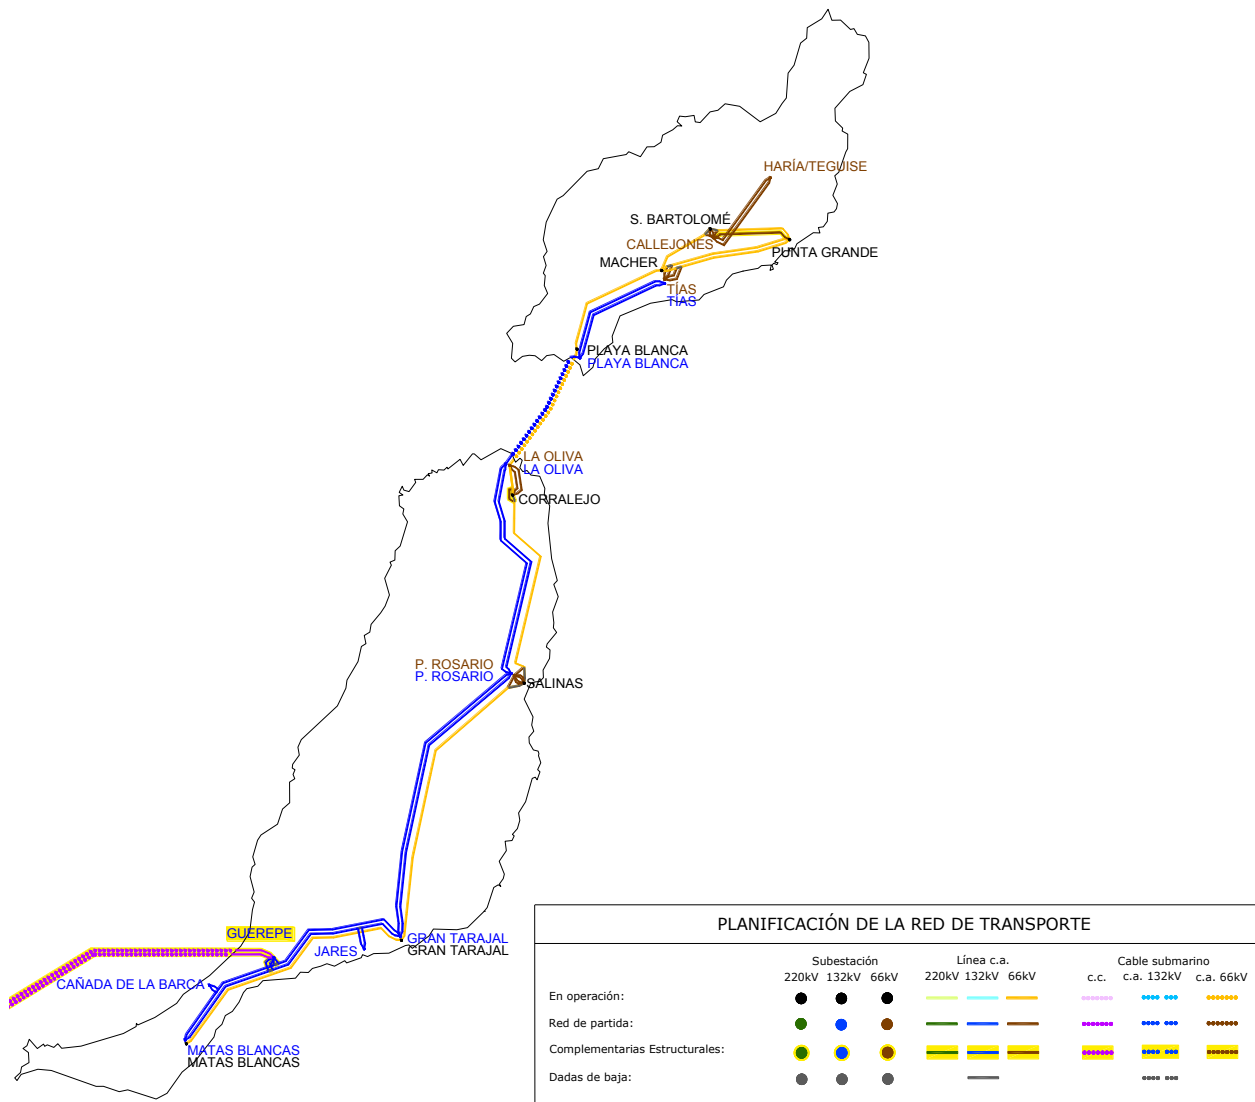 HARÍA/TEGUISE
S. BARTOLOMÉ
CALLEJONES
PUNTA GRANDE
MACHER
TÍAS
TÍAS
PLAYA BLANCA
PLAYA BLANCA
LA OLIVA
LA OLIVA
CORRALEJO
P. ROSARIO
P. ROSARIO
SALINAS
GUEREPE
JARES
GRAN TARAJAL
GRAN TARAJAL
CAÑADA DE LA BARCA
MATAS BLANCAS
MATAS BLANCAS
PLANIFICACIÓN DE LA RED DE TRANSPORTE
Subestación Línea c.a. Cable submarino
220kV 132kV 66kV 220kV 132kV 66kV c.c. c.a. 132kV c.a. 66kV
En operación:
Red de partida:
Complementarias Estructurales:
Dadas de baja: